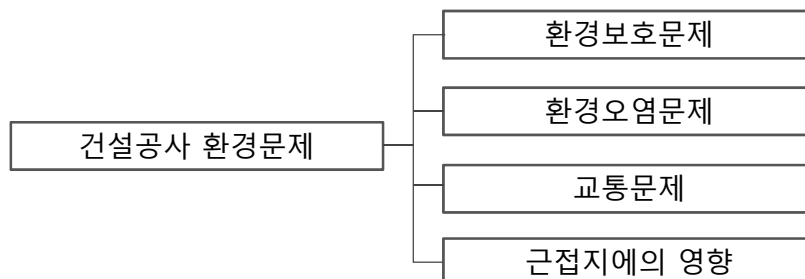 환경보호문제
환경오염문제
건설공사 환경문제
교통문제
근접지에의 영향